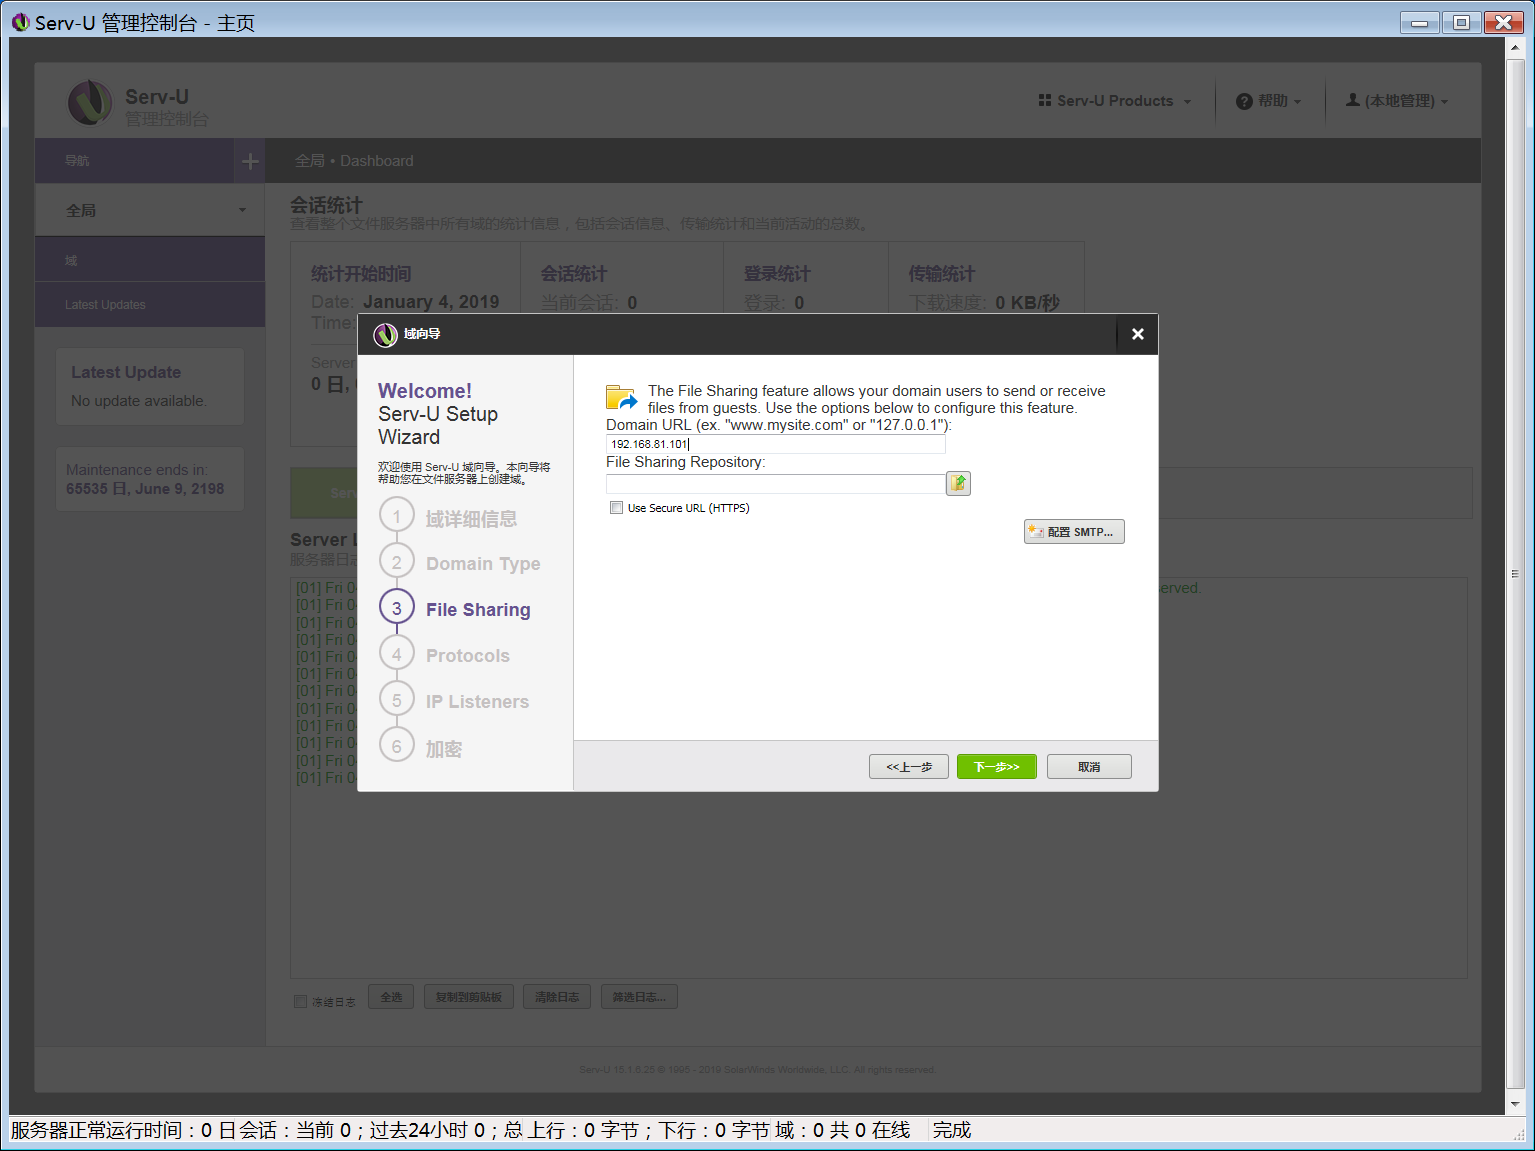 Serv-U 管理控制台 - 主页
Serv-U
管理控制台
Serv-U Products
帮助
(本地管理)
导航
全局 • Dashboard
全局
域
Latest Updates
Latest Update
No update available.
Maintenance ends in:
65535 日, June 9, 2198
会话统计
查看整个文件服务器中所有域的统计信息，包括会话信息、传输统计和当前活动的总数。
统计开始时间
会话统计
登录统计
传输统计
Date: January 4, 2019
当前会话: 0
登录: 0
下载速度: 0 KB/秒
Time:
Server
0 日,
Serv
Server L
服务器日志
[01] Fri 0
erved.
[01] Fri 0
[01] Fri 0
[01] Fri 0
[01] Fri 0
[01] Fri 0
[01] Fri 0
[01] Fri 0
[01] Fri 0
[01] Fri 0
[01] Fri 0
[01] Fri 0
域向导
Welcome!
Serv-U Setup
Wizard
欢迎使用 Serv-U 域向导。本向导将
帮助您在文件服务器上创建域。
1 域详细信息
2 Domain Type
3 File Sharing
4 Protocols
5 IP Listeners
6 加密
The File Sharing feature allows your domain users to send or receive
files from guests. Use the options below to configure this feature.
Domain URL (ex. "www.mysite.com" or "127.0.0.1"):
192.168.81.101
File Sharing Repository:
Use Secure URL (HTTPS)
配置 SMTP...
<<上一步
下一步>>
取消
冻结日志
全选
复制到剪贴板
清除日志
筛选日志...
Serv-U 15.1.6.25 © 1995 - 2019 SolarWinds Worldwide, LLC. All rights reserved.
服务器正常运行时间：0 日 会话：当前 0；过去24小时 0；总 上行：0 字节；下行：0 字节 域：0 共 0 在线 完成